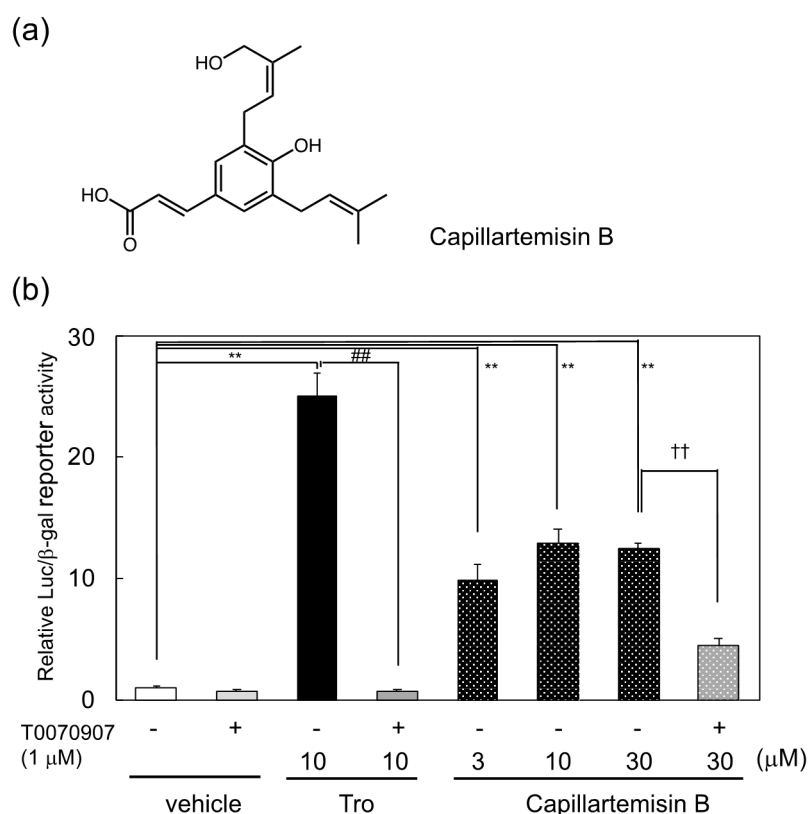 (a)
HO
OH
HO
O
Capillartemisin B
(b)
Relative Luc/β-gal reporter activity
30
20
10
0
** ## ** ** **
††
T0070907 - + - + - - - +
(1 μM) 10 10 3 10 30 30 (μM)
vehicle Tro Capillartemisin B